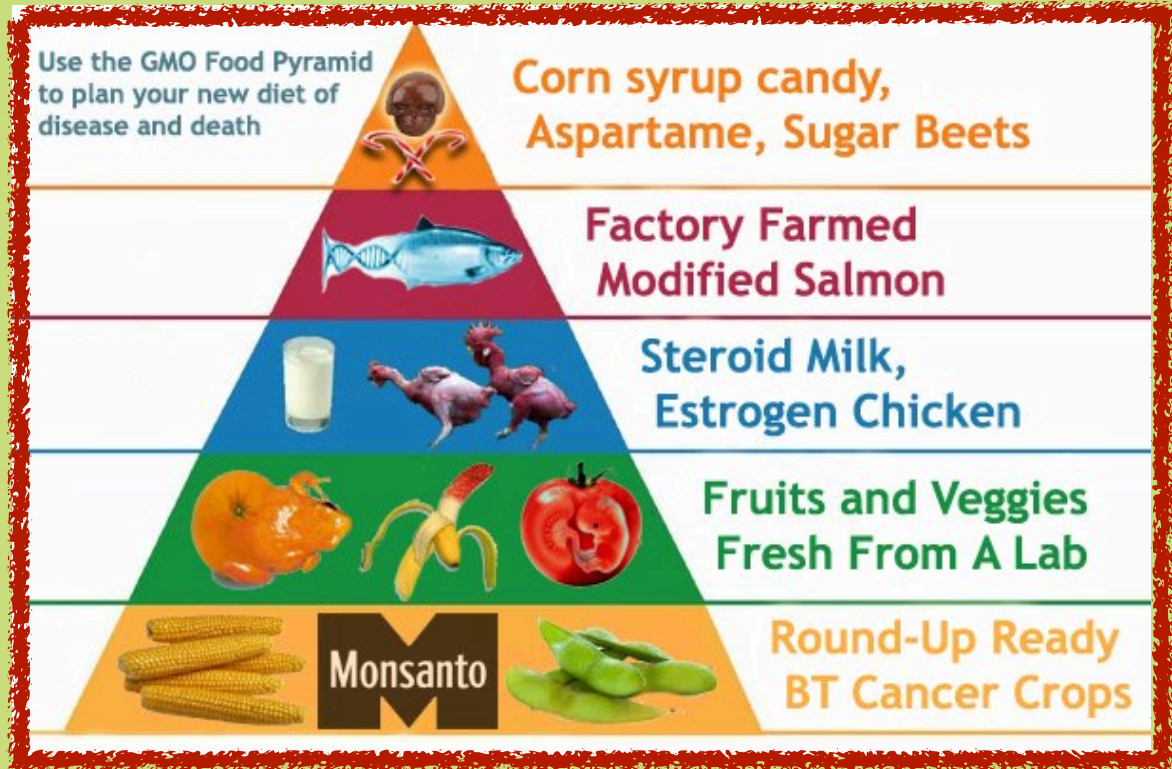 Use the GMO Food Pyramid
to plan your new diet of
disease and death
Corn syrup candy,
Aspartame, Sugar Beets
Factory Farmed
Modified Salmon
Steroid Milk,
Estrogen Chicken
Fruits and Veggies
Fresh From A Lab
Monsanto
Round-Up Ready
BT Cancer Crops